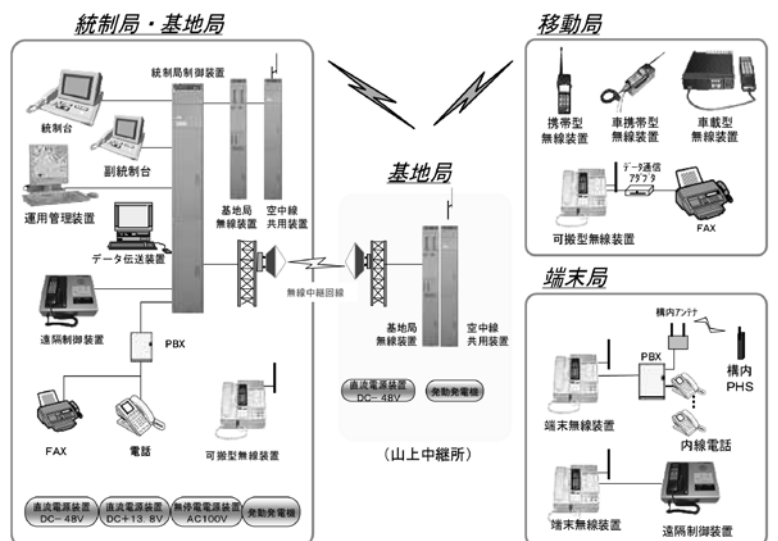 統制局・基地局
統制局制御装置
統制台
副統制台
運用管理装置
データ伝送装置
遠隔制御装置
PBX
FAX
電話
基地局
無線装置
空中線
共用装置
可搬型無線装置
直流電源装置
DC−48V
直流電源装置
DC+13.8V
無停電電源装置
AC100V
発動発電機
無線中継回線
基地局
基地局
無線装置
空中線
共用装置
直流電源装置
DC−48V
発動発電機
(山上中継所)
移動局
携帯型
無線装置
車携帯型
無線装置
車載型
無線装置
データ通信
アダプタ
可搬型無線装置
FAX
端末局
構内アンテナ
PBX
構内
PHS
端末無線装置
内線電話
端末無線装置
遠隔制御装置